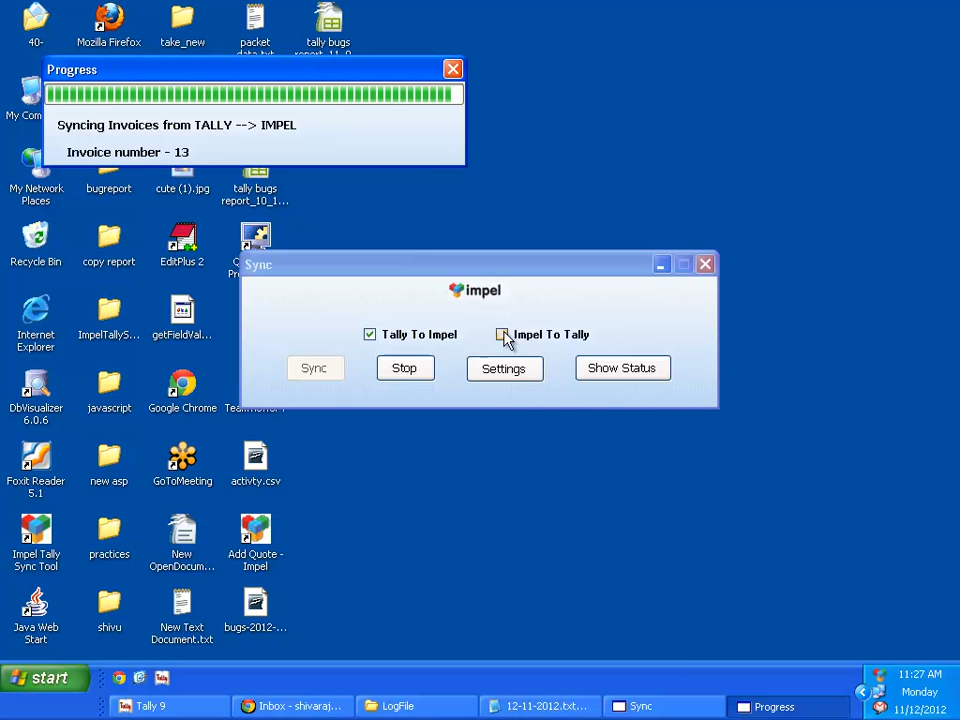 40-
Mozilla Firefox
take_new
packet
data.txt
tally bugs
report_11_9...
Progress
Syncing Invoices from TALLY --> IMPEL
Invoice number - 13
My Com
My Network
Places
bugreport
cute (1).jpg
tally bugs
report_10_1...
Recycle Bin
copy report
EditPlus 2
Q
Pr
Sync
impel
Tally To Impel
Impel To Tally
Sync
Stop
Settings
Show Status
Internet
Explorer
ImpelTallyS...
getFieldVal...
DbVisualizer
6.0.6
javascript
Google Chrome
Foxit Reader
5.1
new asp
GoToMeeting
activty.csv
Impel Tally
Sync Tool
practices
New
OpenDocum...
Add Quote -
Impel
Java Web
Start
shivu
New Text
Document.txt
bugs-2012-...
start
11:27 AM
Monday
11/12/2012
Tally 9
Inbox - shivaraj...
LogFile
12-11-2012.txt...
Sync
Progress